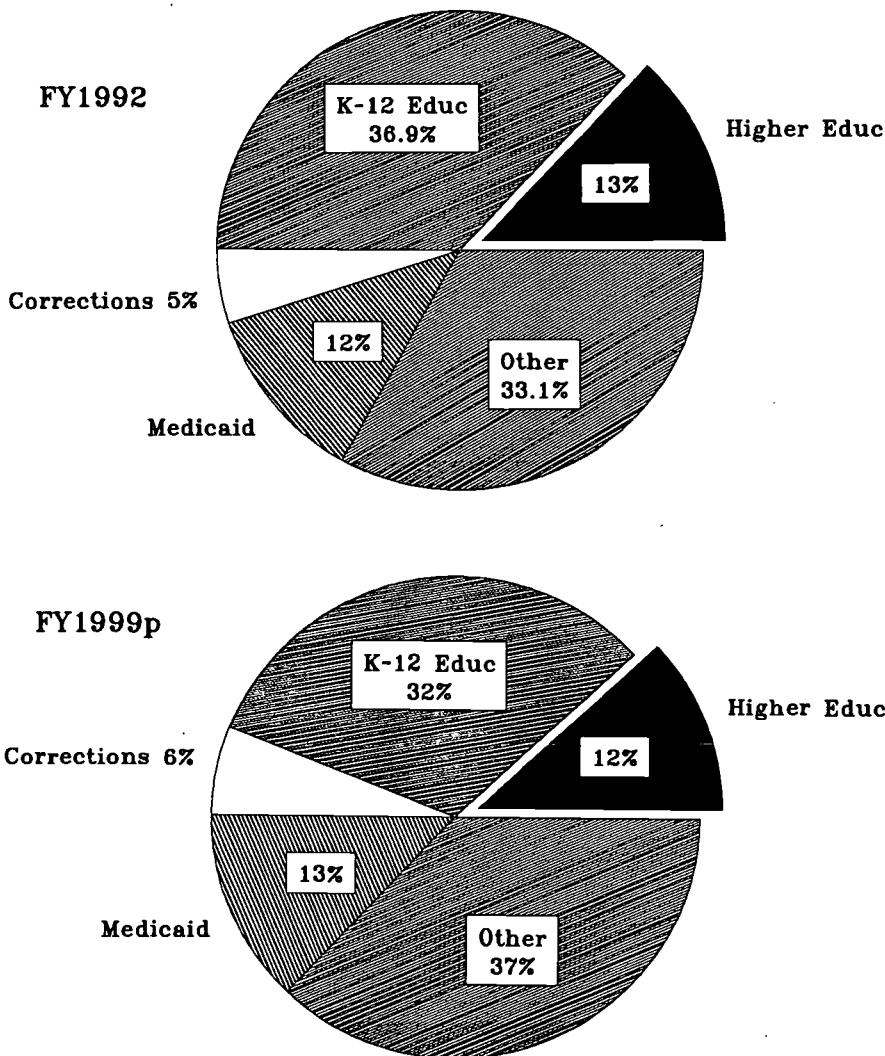 FY1992
K-12 Educ
36.9%
Higher Educ
13%
Corrections 5%
12%
Other
33.1%
Medicaid
FY1999p
K-12 Educ
32%
Higher Educ
Corrections 6%
12%
13%
Medicaid
Other
37%